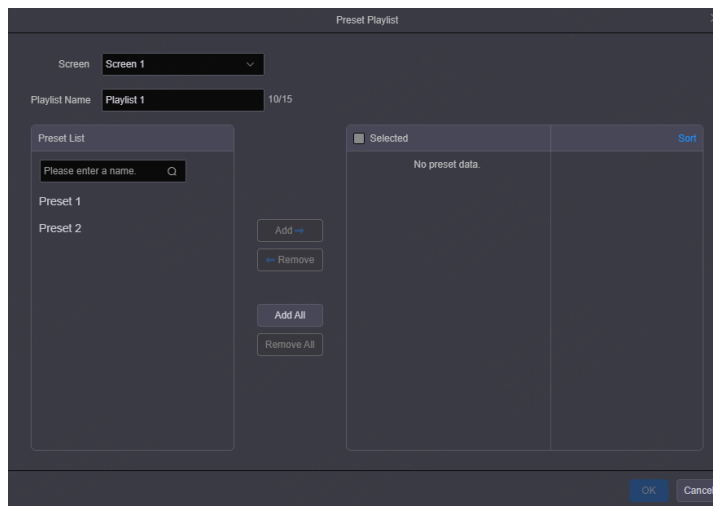 Preset Playlist
Screen Screen 1
Playlist Name Playlist 1 10/15
Preset List
Selected Sort
Please enter a name.
No preset data.
Preset 1
Preset 2
Add
Remove
Add All
Remove All
OK Cancel